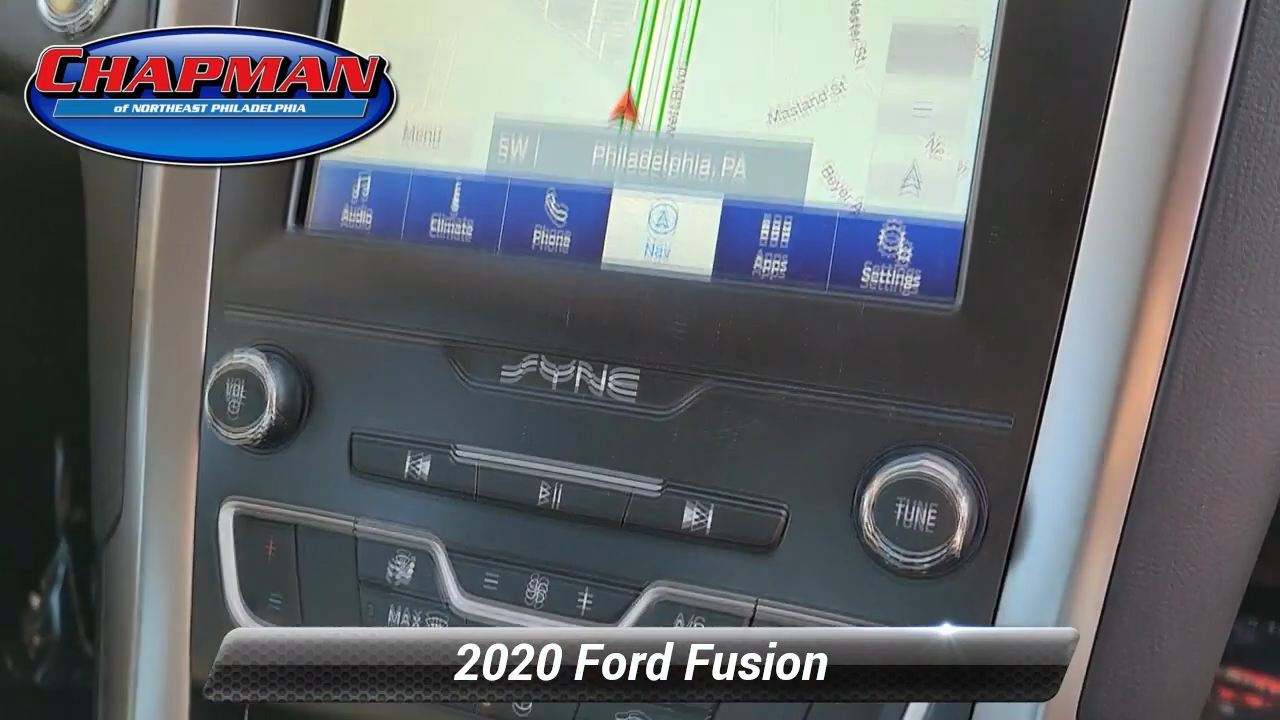 CHAPMAN
of NORTHEAST PHILADELPHIA
Masland St
Menu
SW
Philadelphia, PA
Audio
Climate
Phone
Nav
Apps
Settings
SYNC
VOL
TUNE
MAX
A/C
2020 Ford Fusion